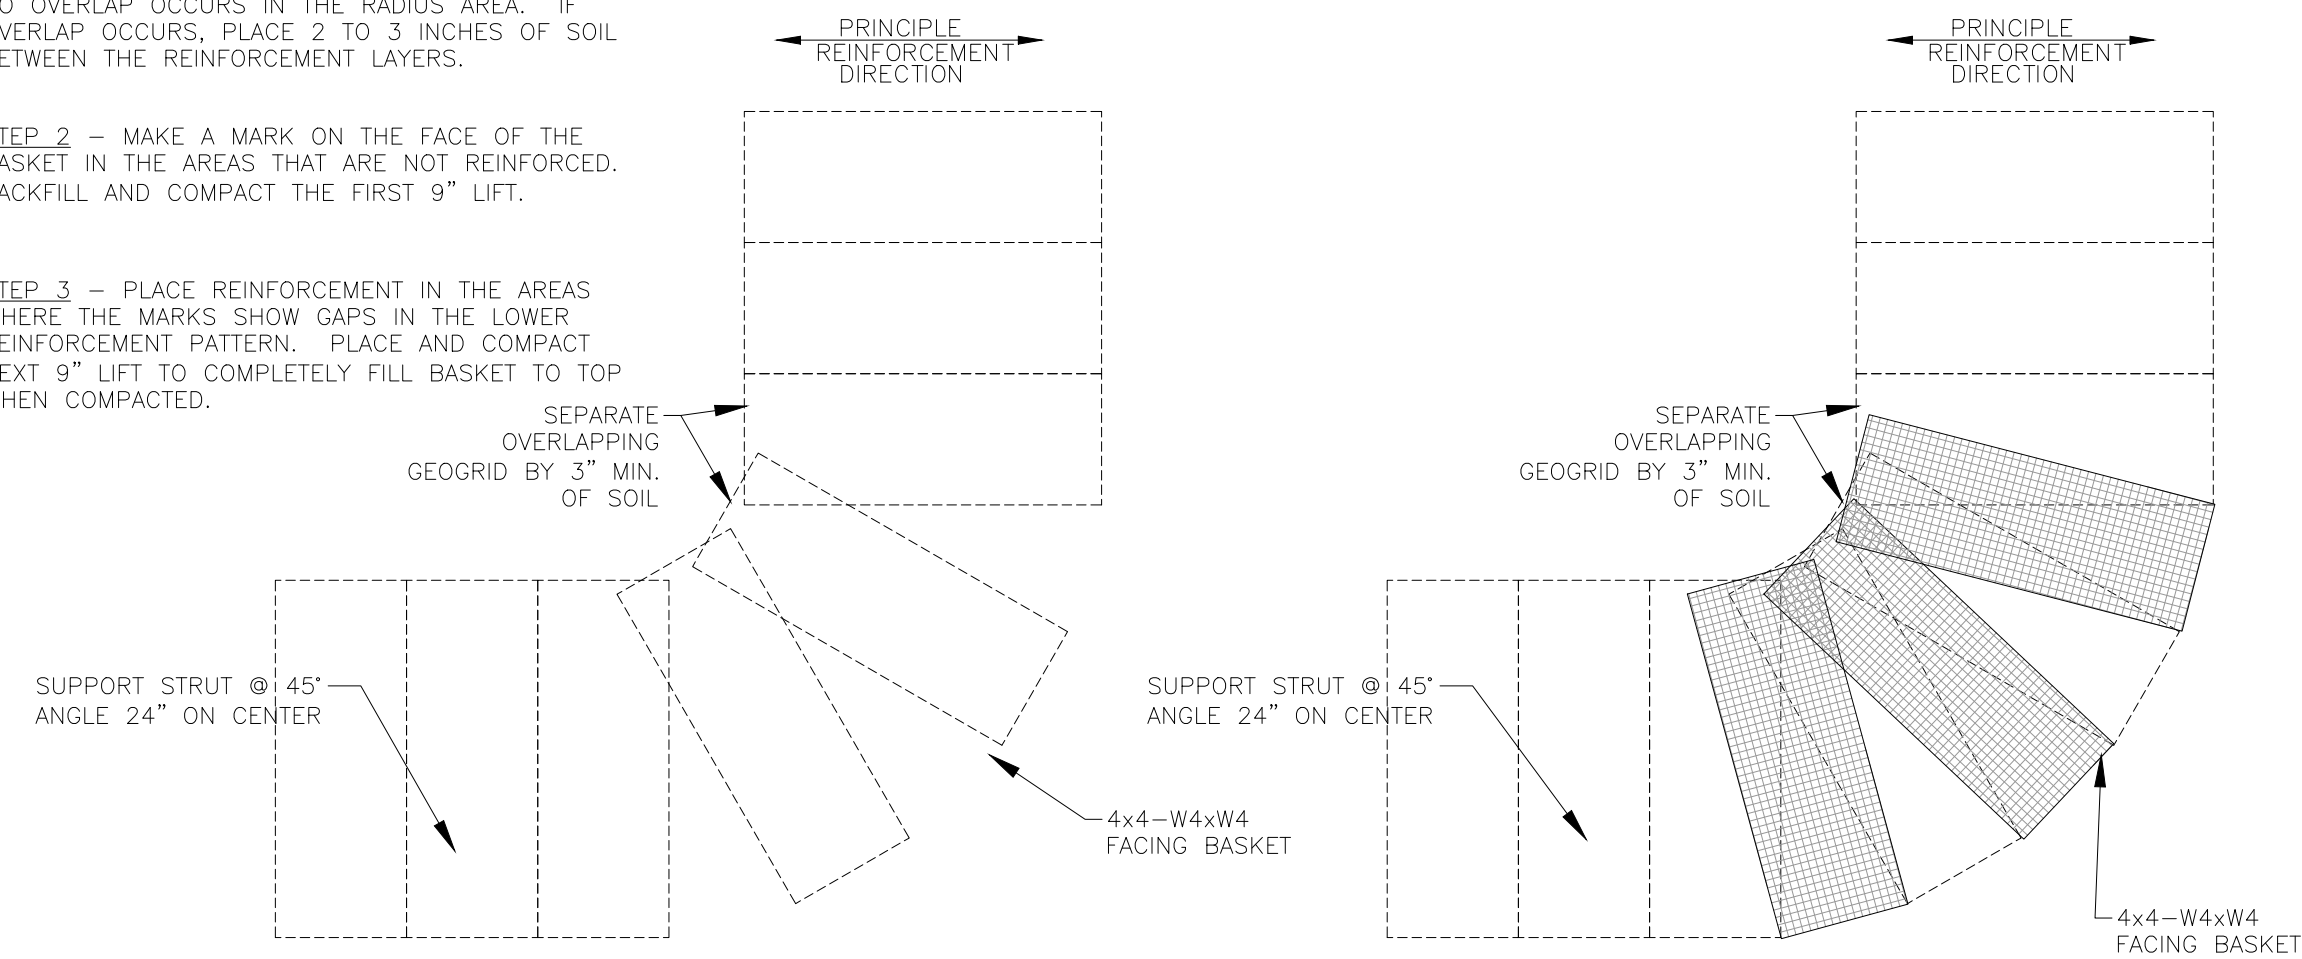 O OVERLAP OCCURS IN THE RADIUS AREA. IF
VERLAP OCCURS, PLACE 2 TO 3 INCHES OF SOIL
ETWEEN THE REINFORCEMENT LAYERS.
TEP 2 – MAKE A MARK ON THE FACE OF THE
ASKET IN THE AREAS THAT ARE NOT REINFORCED.
ACKFILL AND COMPACT THE FIRST 9” LIFT.
TEP 3 – PLACE REINFORCEMENT IN THE AREAS
HERE THE MARKS SHOW GAPS IN THE LOWER
EINFORCEMENT PATTERN. PLACE AND COMPACT
EXT 9” LIFT TO COMPLETELY FILL BASKET TO TOP
HEN COMPACTED.
PRINCIPLE
REINFORCEMENT
DIRECTION
SEPARATE
OVERLAPPING
GEOGRID BY 3” MIN.
OF SOIL
SUPPORT STRUT @ 45°
ANGLE 24” ON CENTER
4x4–W4xW4
FACING BASKET
PRINCIPLE
REINFORCEMENT
DIRECTION
SEPARATE
OVERLAPPING
GEOGRID BY 3” MIN.
OF SOIL
SUPPORT STRUT @ 45°
ANGLE 24” ON CENTER
4x4–W4xW4
FACING BASKET